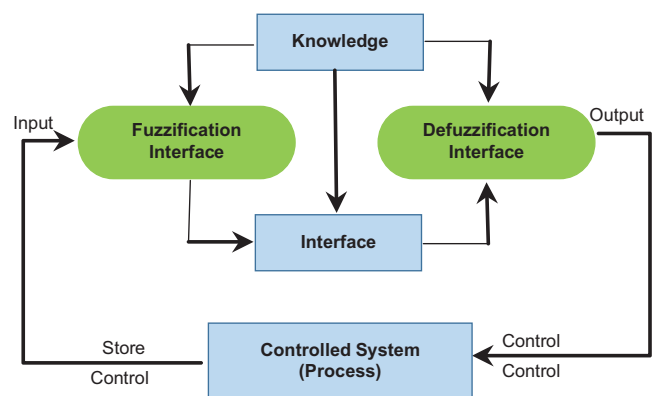 Knowledge
Input
Fuzzification
Interface
Defuzzification
Interface
Output
Interface
Store
Control
Controlled System
(Process)
Control
Control